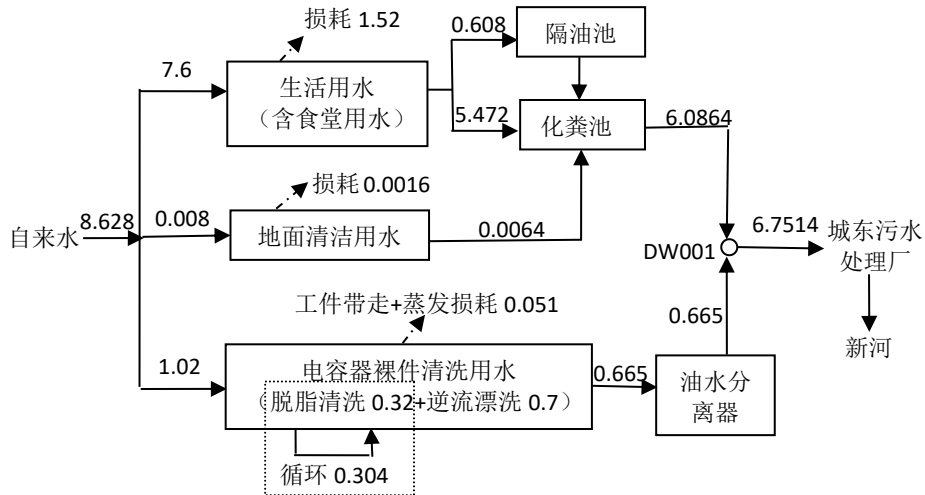 损耗 1.52
0.608
隔油池
7.6
生活用水
（含食堂用水）
5.472
化粪池
6.0864
损耗 0.0016
自来水
8.628
0.008
地面清洁用水
0.0064
DW001
6.7514
城东污水
处理厂
工件带走+蒸发损耗 0.051
0.665
新河
1.02
电容器裸件清洗用水
（脱脂清洗 0.32+逆流漂洗 0.7）
0.665
油水分
离器
循环 0.304